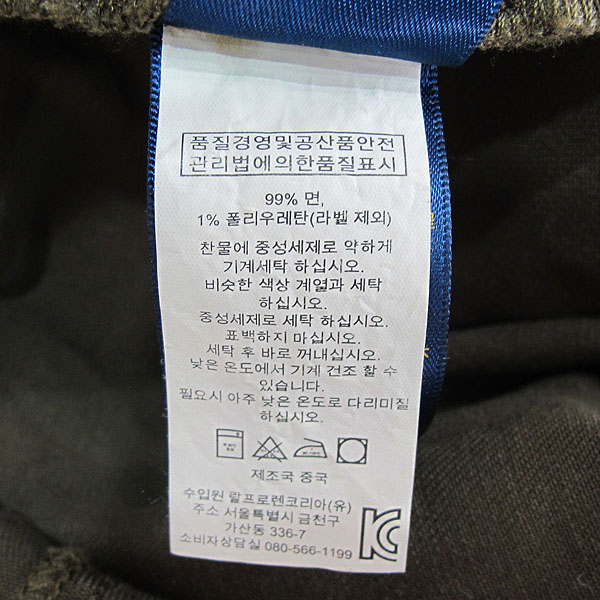 품질경영및공산품안전
관리법에의한품질표시
99% 면,
1% 폴리우레탄(라벨 제외)
찬물에 중성세제로 약하게
기계세탁 하십시오.
비슷한 색상 계열과 세탁
하십시오.
중성세제로 세탁 하십시오.
표백하지 마십시오.
세탁 후 바로 꺼내십시오.
낮은 온도에서 기계 건조 할 수
있습니다.
필요시 아주 낮은 온도로 다리미질
하십시오.
제조국 중국
수입원 랄프로렌코리아(유)
주소 서울특별시 금천구
가산동 336-7
소비자상담실 080-566-1199